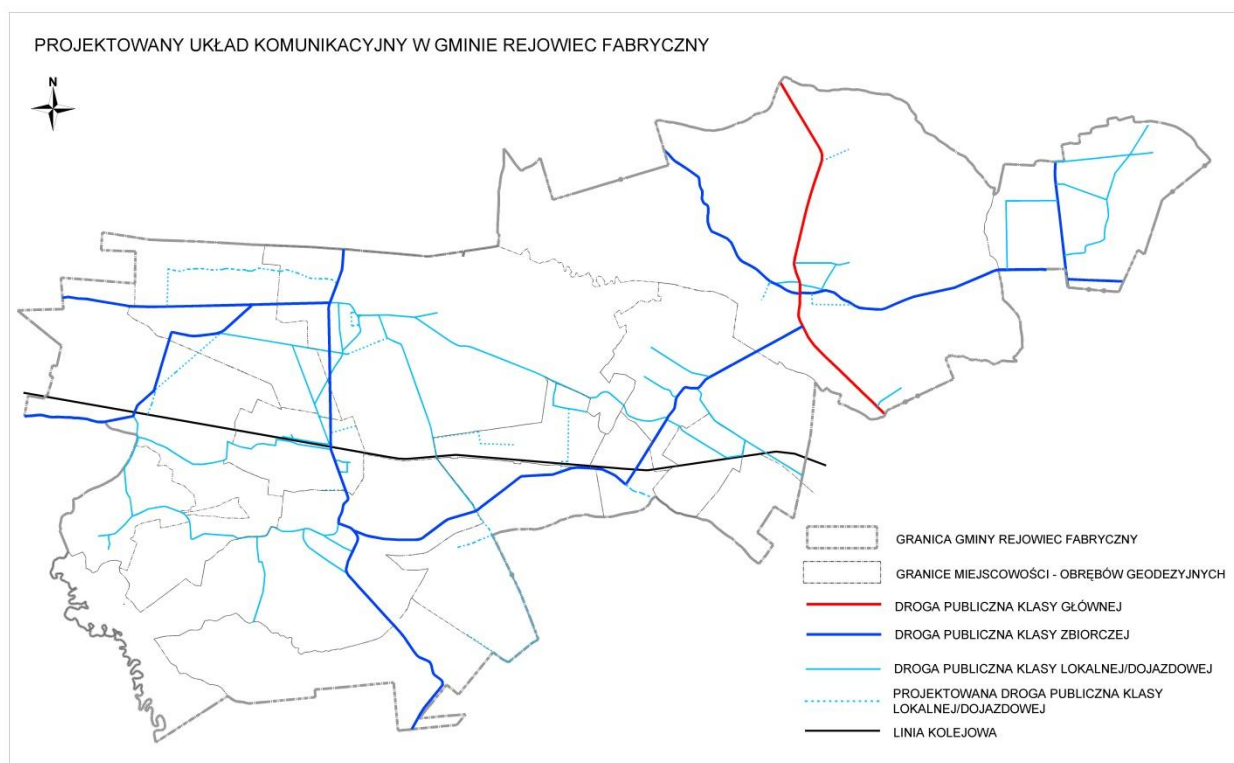 PROJEKTOWANY UKŁAD KOMUNIKACYJNY W GMINIE REJOWIEC FABRYCZNY
N
GRANICA GMINY REJOWIEC FABRYCZNY
GRANICE MIEJSCOWOŚCI - OBRĘBÓW GEODEZYJNYCH
DROGA PUBLICZNA KLASY GŁÓWNEJ
DROGA PUBLICZNA KLASY ZBIORCZEJ
DROGA PUBLICZNA KLASY LOKALNEJ/DOJAZDOWEJ
PROJEKTOWANA DROGA PUBLICZNA KLASY
LOKALNEJ/DOJAZDOWEJ
LINIA KOLEJOWA